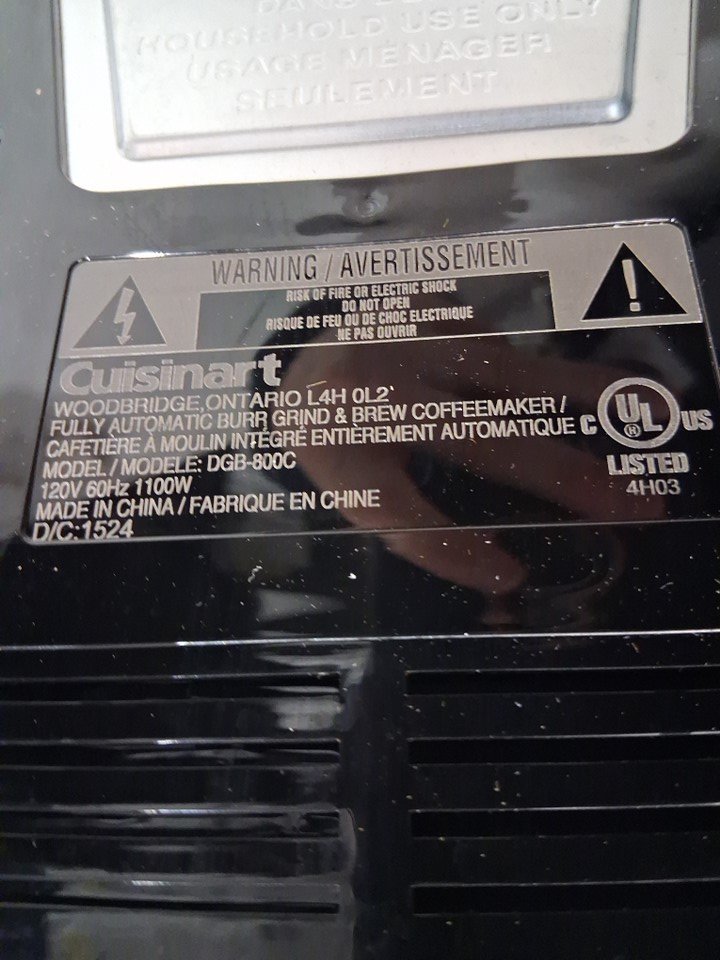 DANS DE
HOUSEHOLD USE ONLY
USAGE MÉNAGER
SEULEMENT
WARNING / AVERTISSEMENT
RISK OF FIRE OR ELECTRIC SHOCK
DO NOT OPEN
RISQUE DE FEU OU DE CHOC ELECTRIQUE
NE PAS OUVRIR
Cuisinart
WOODBRIDGE, ONTARIO L4H 0L2
FULLY AUTOMATIC BURR GRIND & BREW COFFEEMAKER /
CAFETIÈRE À MOULIN INTÉGRÉ ENTIÈREMENT AUTOMATIQUE
MODEL / MODELE: DGB-800C
120V 60Hz 1100W
MADE IN CHINA / FABRIQUE EN CHINE
D/C: 1524
C UL ® US
LISTED
4H03